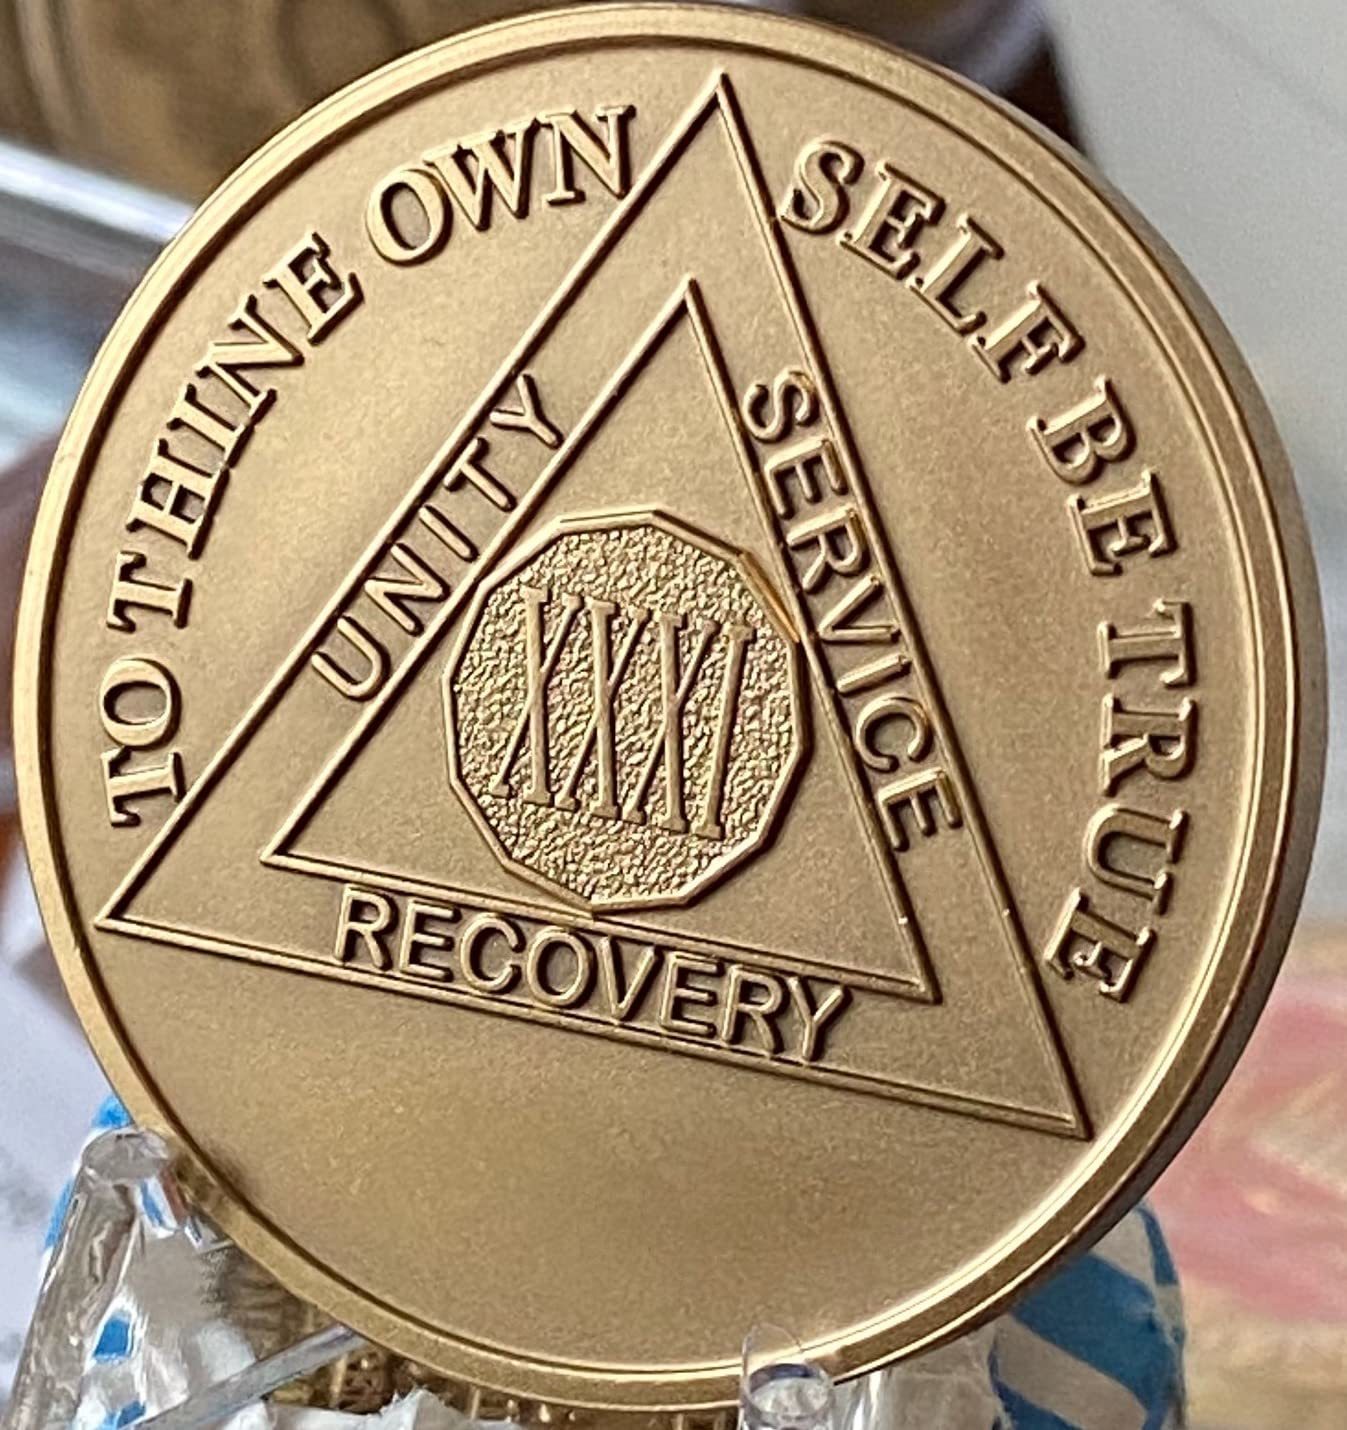 TO THINE OWN SELF BE TRUE
UNITY
SERVICE
XXXI
RECOVERY